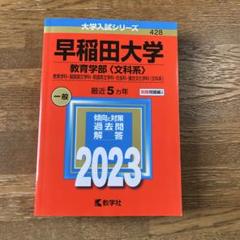 大学入試シリーズ
428
早稲田大学
教育学部〈文科系〉
一般
最近5カ年
傾向と対策
過去問
解答
2023
教学社